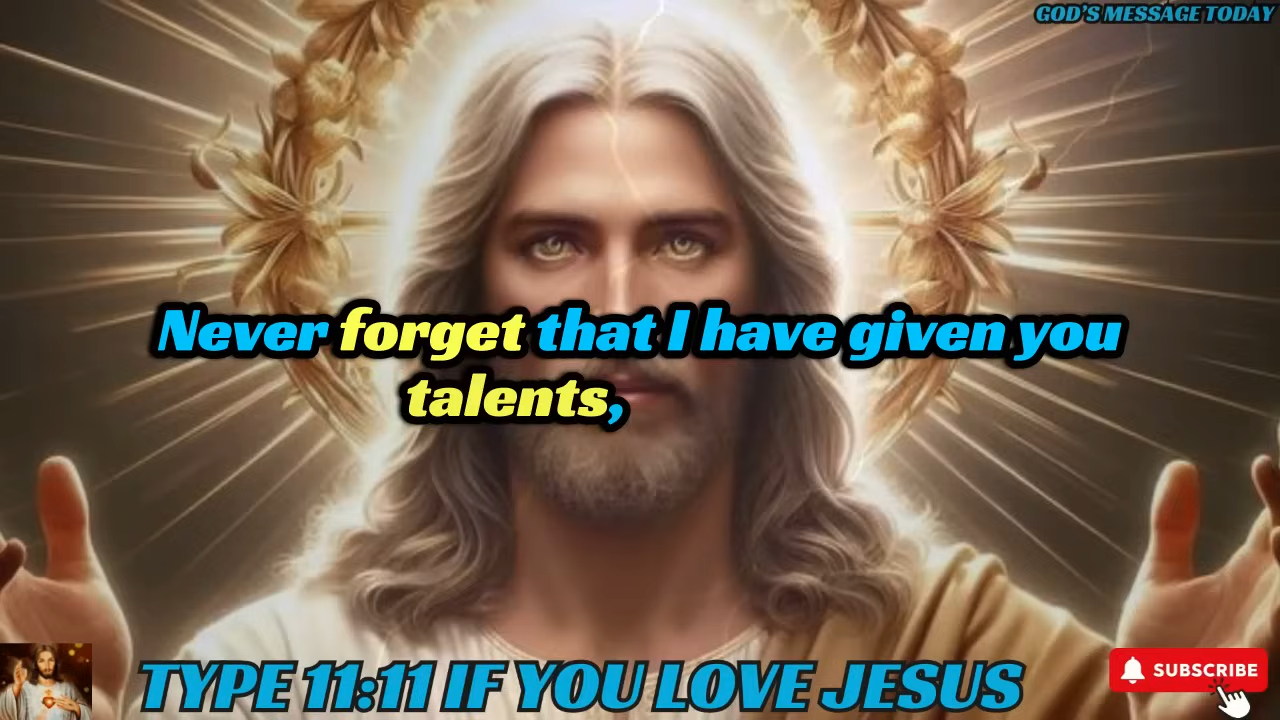 GOD'S MESSAGE TODAY
Never forget that I have given you
talents,
TYPE 11:11 IF YOU LOVE JESUS
SUBSCRIBE